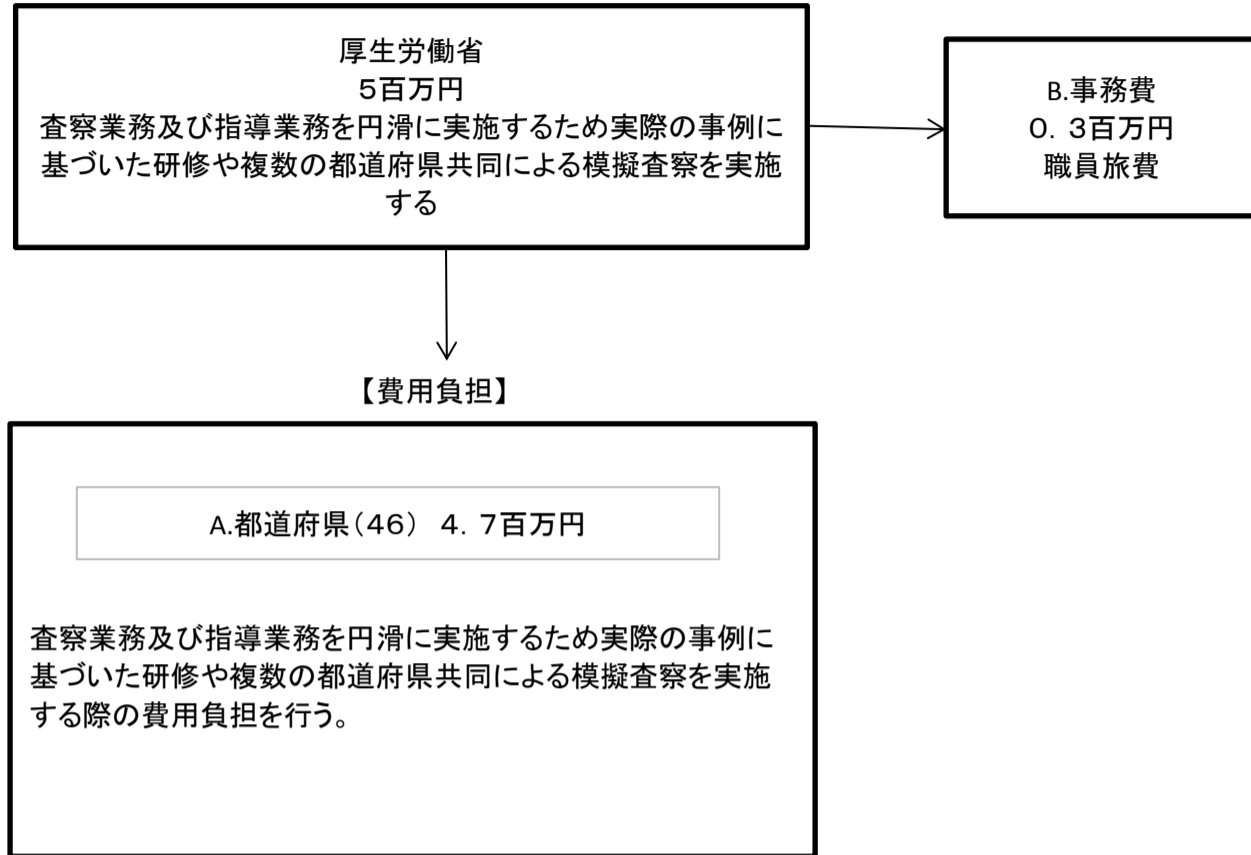 厚生労働省
5百万円
査察業務及び指導業務を円滑に実施するため実際の事例に
基づいた研修や複数の都道府県共同による模擬査察を実施
する
B.事務費
0．3百万円
職員旅費
【費用負担】
A.都道府県（46）　4．7百万円
査察業務及び指導業務を円滑に実施するため実際の事例に
基づいた研修や複数の都道府県共同による模擬査察を実施
する際の費用負担を行う。